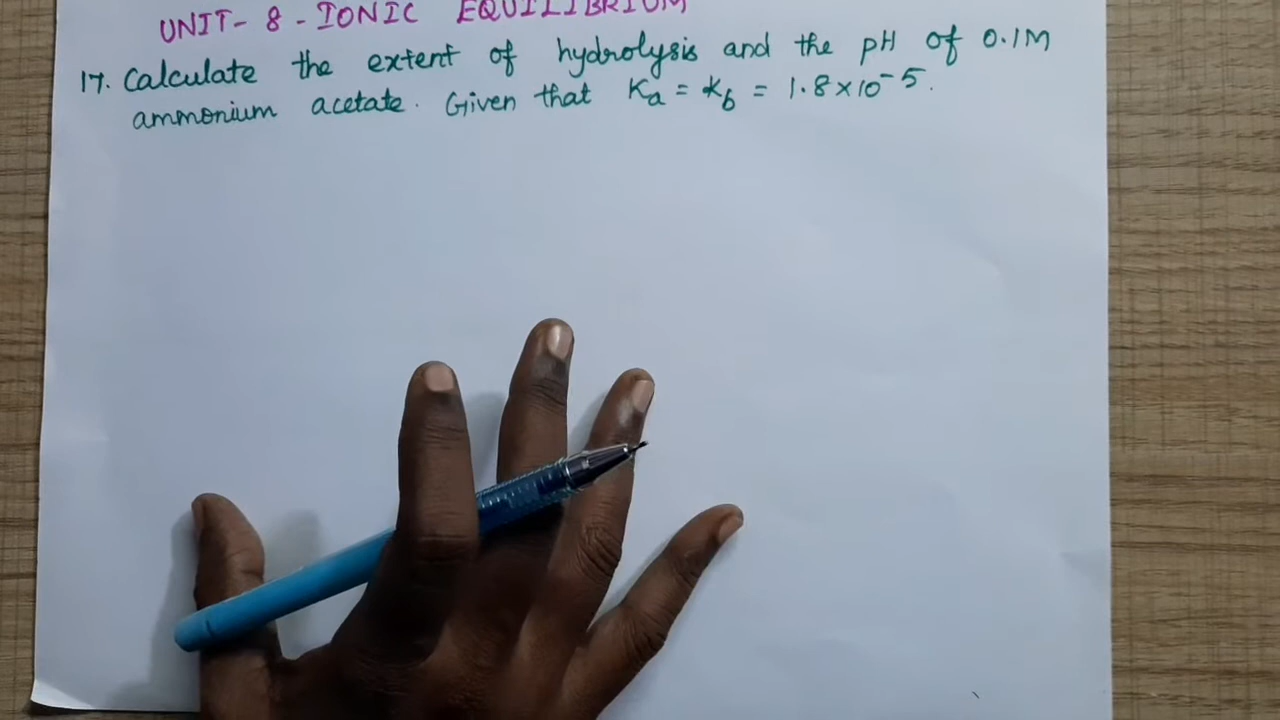 UNIT- 8 - IONIC EQUILIBRIUM
17. Calculate the extent of hydrolysis and the pH of 0.1M
ammonium acetate. Given that Ka = Kb = 1.8×10⁻⁵.